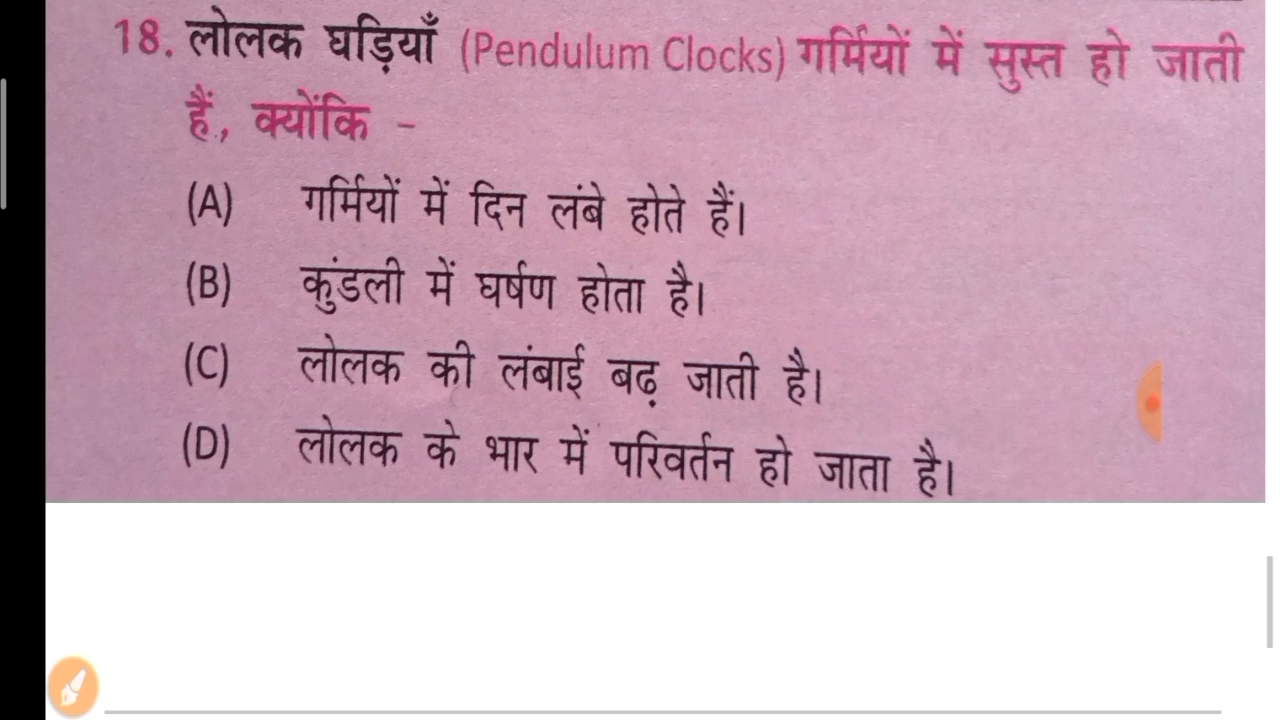 18. लोलक घड़ियाँ (Pendulum Clocks) गर्मियों में सुस्त हो जाती
हैं, क्योंकि -
(A) गर्मियों में दिन लंबे होते हैं।
(B) कुंडली में घर्षण होता है।
(C) लोलक की लंबाई बढ़ जाती है।
(D) लोलक के भार में परिवर्तन हो जाता है।